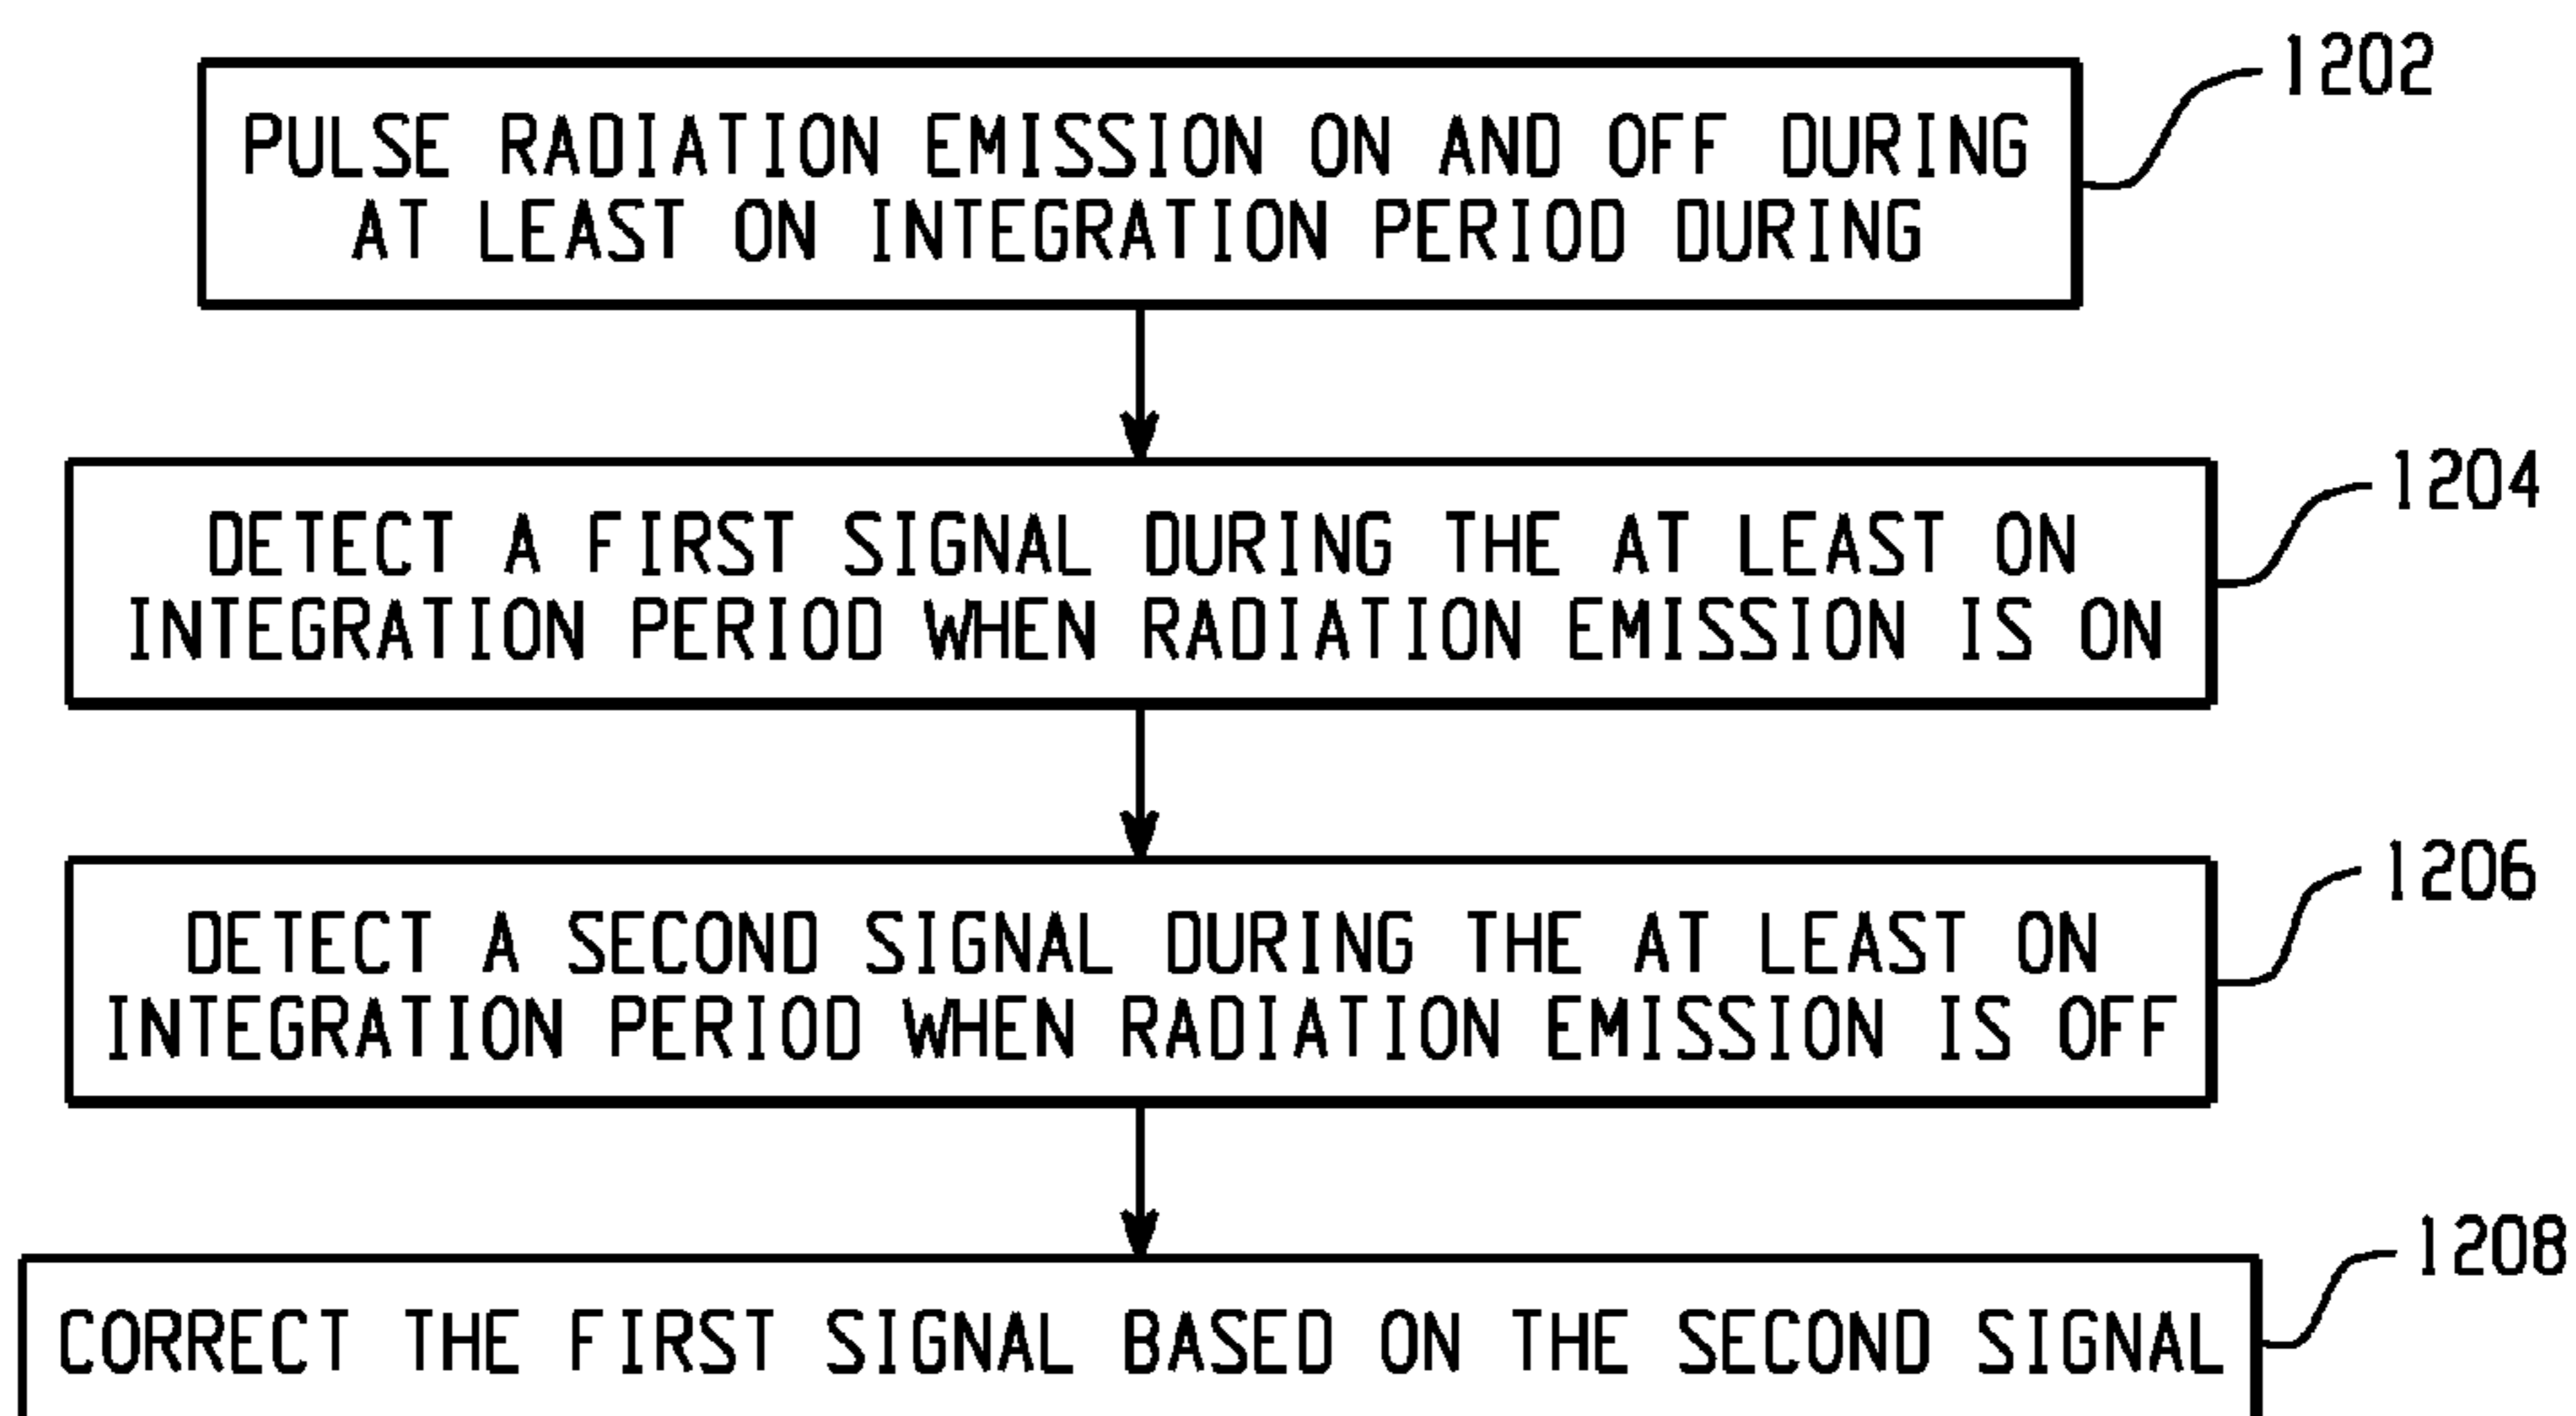 1202
PULSE RADIATION EMISSION ON AND OFF DURING
AT LEAST ON INTEGRATION PERIOD DURING
1204
DETECT A FIRST SIGNAL DURING THE AT LEAST ON
INTEGRATION PERIOD WHEN RADIATION EMISSION IS ON
1206
DETECT A SECOND SIGNAL DURING THE AT LEAST ON
INTEGRATION PERIOD WHEN RADIATION EMISSION IS OFF
1208
CORRECT THE FIRST SIGNAL BASED ON THE SECOND SIGNAL